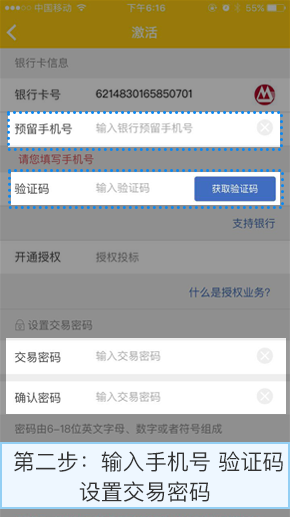 中国移动 下午6:16 55%
激活
银行卡信息
银行卡号 6214830165850701
预留手机号 输入银行预留手机号
请您填写手机号
验证码 输入验证码 获取验证码
支持银行
开通授权 授权投标
什么是授权业务?
设置交易密码
交易密码 输入交易密码
确认密码 输入交易密码
密码由6-18位英文字母、数字或者符号组成
第二步：输入手机号 验证码
设置交易密码